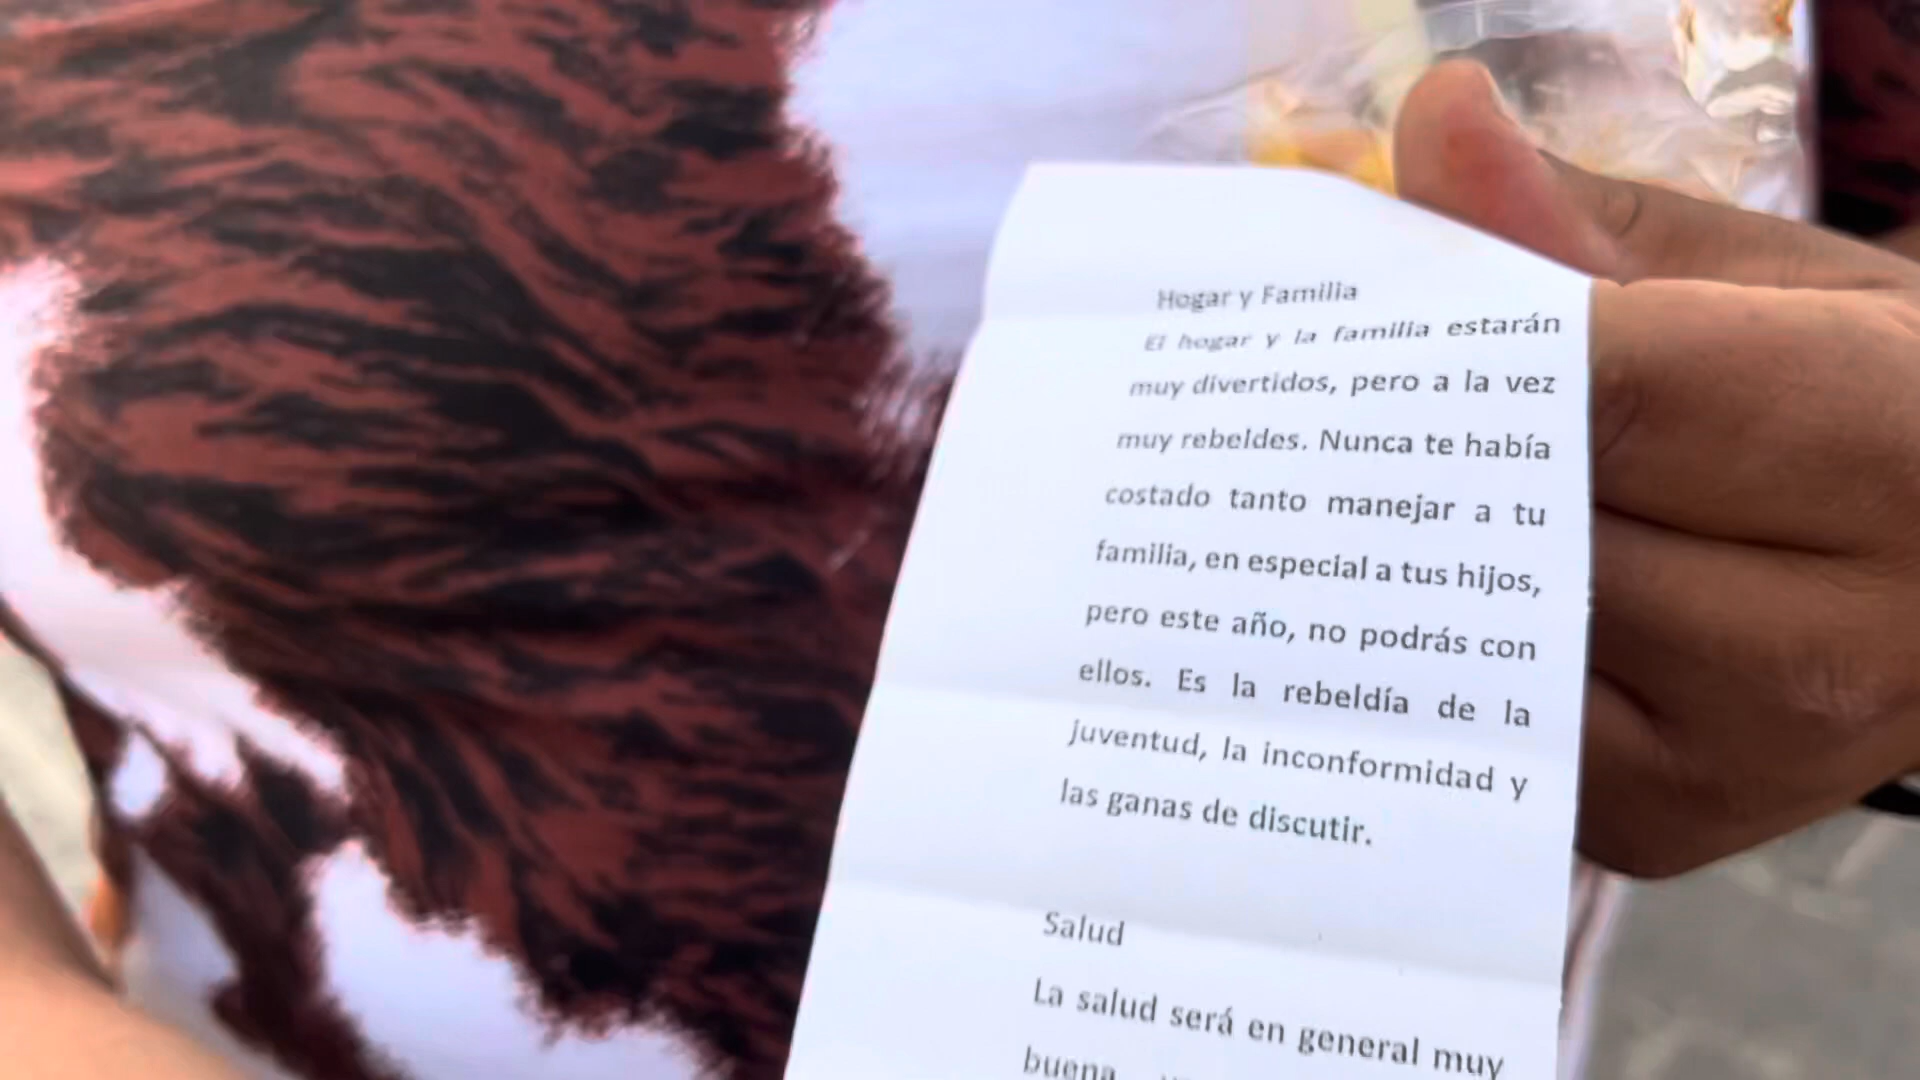 Hogar y Familia
El hogar y la familia estarán
muy divertidos, pero a la vez
muy rebeldes. Nunca te había
costado tanto manejar a tu
familia, en especial a tus hijos,
pero este año, no podrás con
ellos. Es la rebeldía de la
juventud, la inconformidad y
las ganas de discutir.
Salud
La salud será en general muy
buena